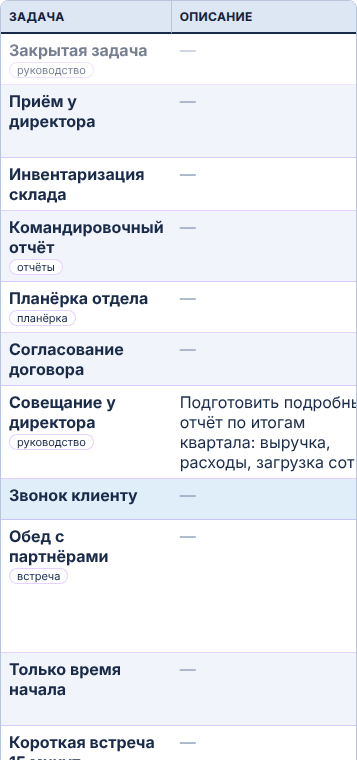 ЗАДАЧА ОПИСАНИЕ
Закрытая задача —
руководство
Приём у —
директора
Инвентаризация —
склада
Командировочный —
отчёт
отчёты
Планёрка отдела —
планёрка
Согласование —
договора
Совещание у Подготовить
директора отчёт по итогам
руководство квартала: выручка,
расходы, загрузка
Звонок клиенту —
Обед с —
партнёрами
встреча
Только время —
начала
Короткая встреча —